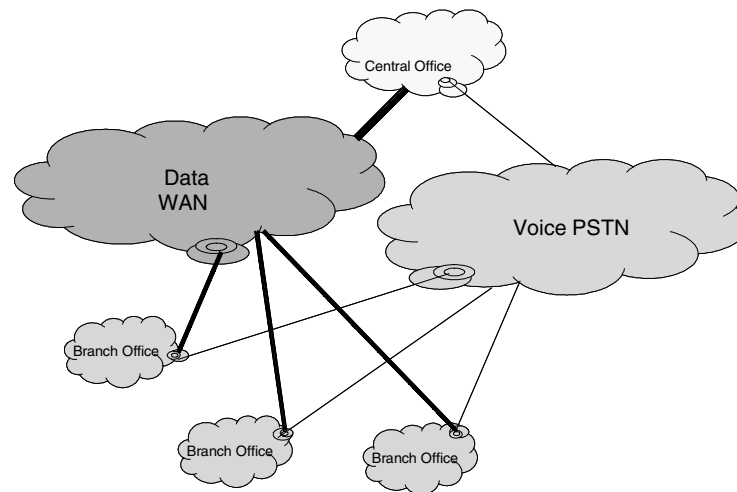 Central Office
Data
WAN
Voice PSTN
Branch Office
Branch Office
Branch Office